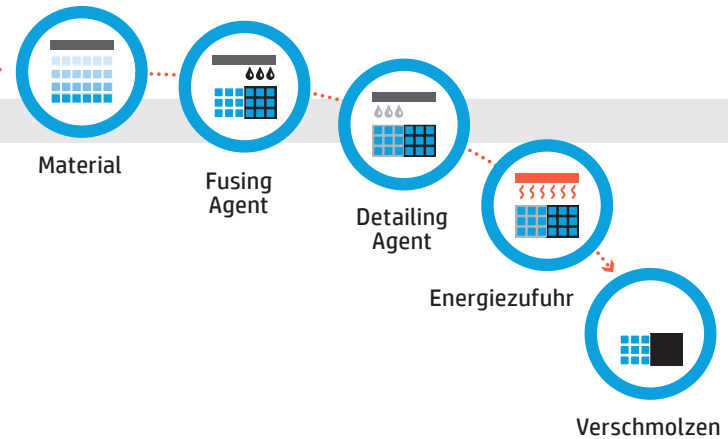 Material
Fusing
Agent
Detailing
Agent
Energiezufuhr
Verschmolzen